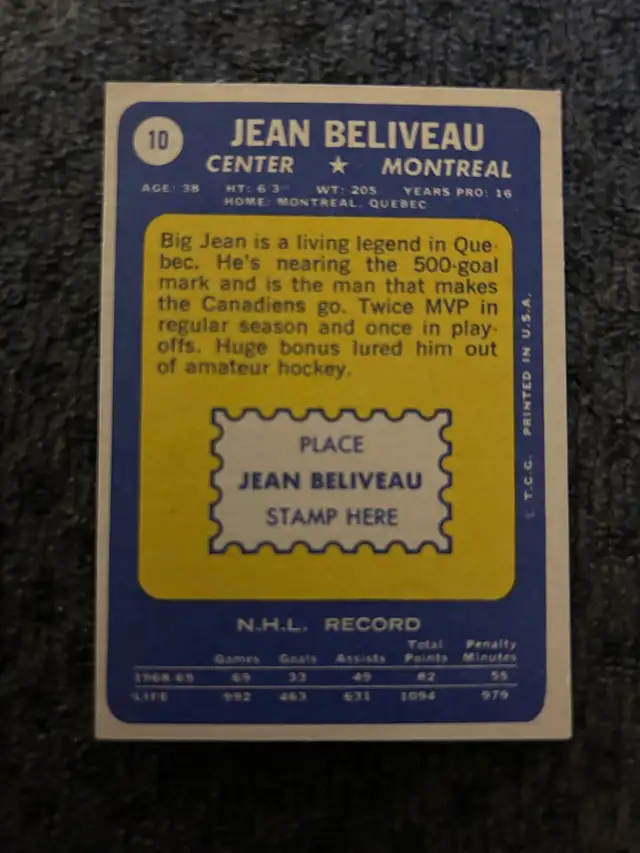 10
JEAN BELIVEAU
CENTER ★ MONTREAL
AGE: 38 HT: 6'3" WT: 205 YEARS PRO: 16
HOME: MONTREAL, QUEBEC
Big Jean is a living legend in Que-
bec. He's nearing the 500-goal
mark and is the man that makes
the Canadiens go. Twice MVP in
regular season and once in play-
offs. Huge bonus lured him out
of amateur hockey.
PLACE
JEAN BELIVEAU
STAMP HERE
T.C.G. PRINTED IN U.S.A.
N.H.L. RECORD
Games Goals Assists Total Points Penalty Minutes
1968-69 69 33 49 82 55
LIFE 992 463 631 1094 979